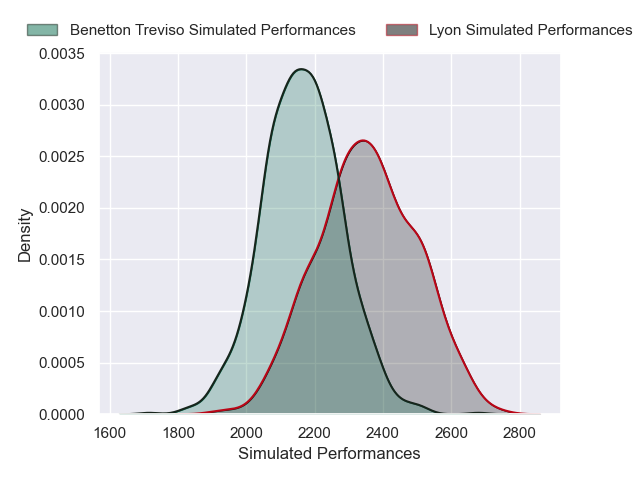 Benetton Treviso Simulated Performances
Lyon Simulated Performances
0.0035
0.0030
0.0025
0.0020
0.0015
0.0010
0.0005
0.0000
Density
1600 1800 2000 2200 2400 2600 2800
Simulated Performances